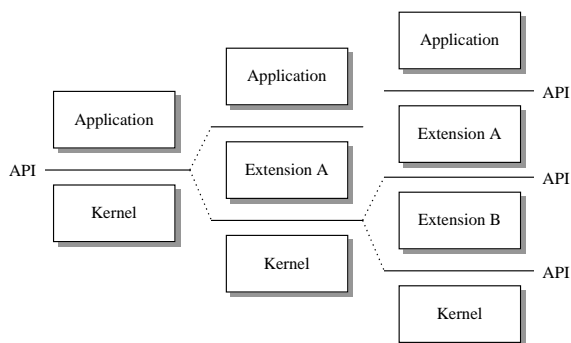 API
Application
Kernel
Application
Extension A
Kernel
Application
API
Extension A
API
Extension B
API
Kernel